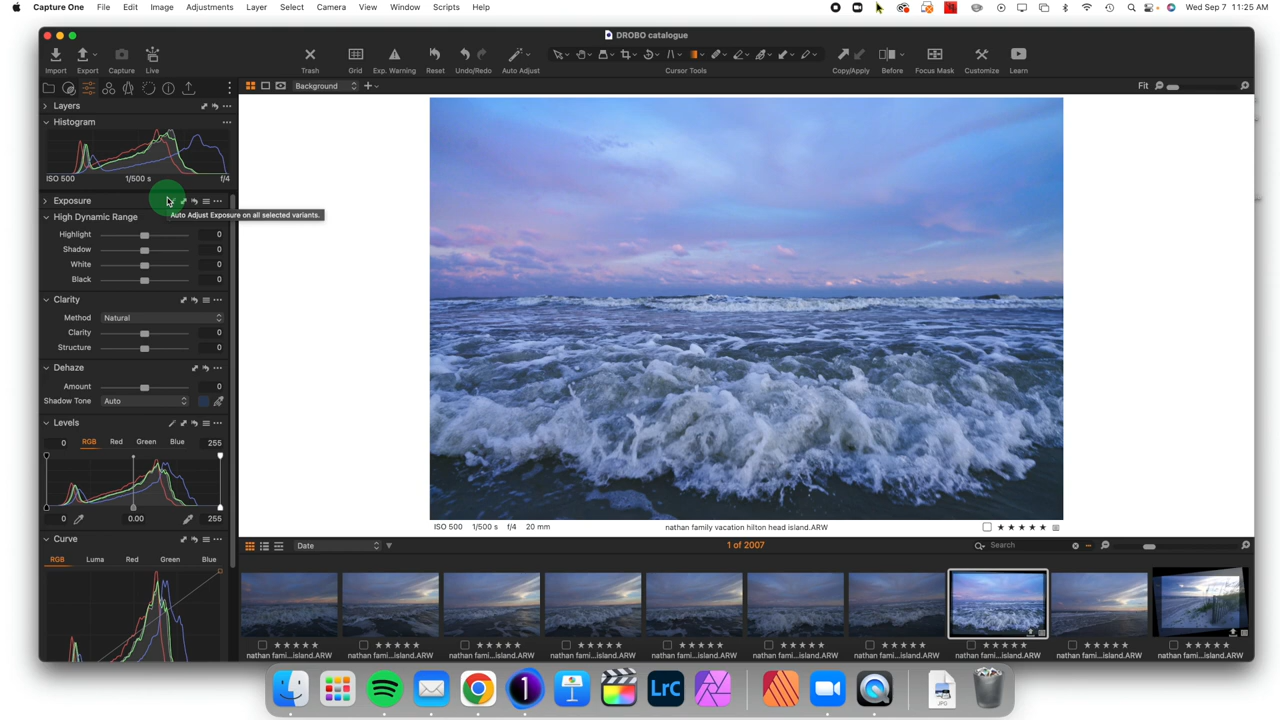 Capture One File Edit Image Adjustments Layer Select Camera View Window Scripts Help Wed Sep 7 11:25 AM
DROBO catalogue
Import Export Capture Live Trash Grid Exp. Warning Reset Undo/Redo Auto Adjust Cursor Tools Copy/Apply Before Focus Mask Customize Learn
Background Fit
Layers
Histogram
ISO 500 1/500 s f/4
Exposure
Auto Adjust Exposure on all selected variants.
High Dynamic Range
Highlight 0
Shadow 0
White 0
Black 0
Clarity
Method Natural
Clarity 0
Structure 0
Dehaze
Amount 0
Shadow Tone Auto
Levels
0 RGB Red Green Blue 255
0 0.00 255
Curve
RGB Luma Red Green Blue
ISO 500 1/500 s f/4 20 mm nathan family vacation hilton head island.ARW
Date 1 of 2007 Search
nathan fami...island.ARW nathan fami...island.ARW nathan fami...island.ARW nathan fami...island.ARW nathan fami...island.ARW nathan fami...island.ARW nathan fami...island.ARW nathan fami...island.ARW nathan fami...island.ARW nathan fami...island.ARW
1 LrC JPG